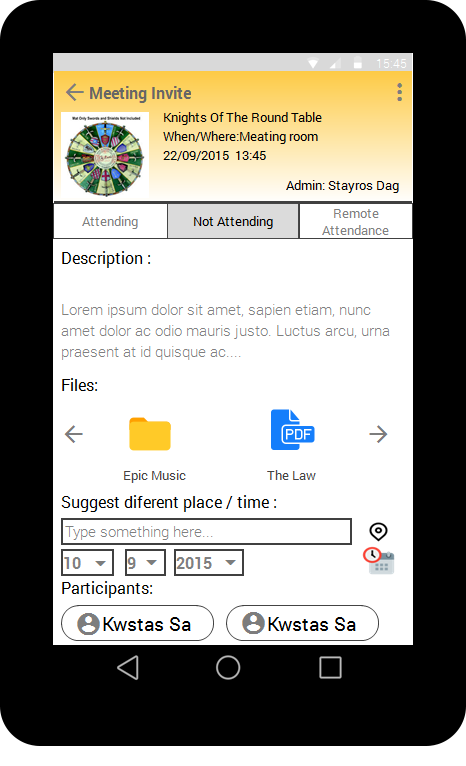 15:45
Meeting Invite
Mat Only Swords and Shields Not Included
Knights Of The Round Table
When/Where:Meating room
22/09/2015 13:45
Admin: Stayros Dag
Attending
Not Attending
Remote
Attendance
Description :
Lorem ipsum dolor sit amet, sapien etiam, nunc
amet dolor ac odio mauris justo. Luctus arcu, urna
praesent at id quisque ac....
Files:
PDF
Epic Music
The Law
Suggest diferent place / time :
Type something here...
10
9
2015
Participants:
Kwstas Sa
Kwstas Sa